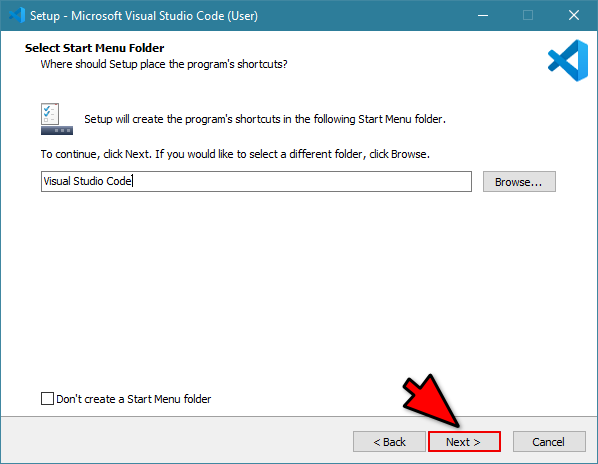 Setup - Microsoft Visual Studio Code (User)
Select Start Menu Folder
Where should Setup place the program's shortcuts?
Setup will create the program's shortcuts in the following Start Menu folder.
To continue, click Next. If you would like to select a different folder, click Browse.
Visual Studio Code
Browse...
Don't create a Start Menu folder
< Back
Next >
Cancel